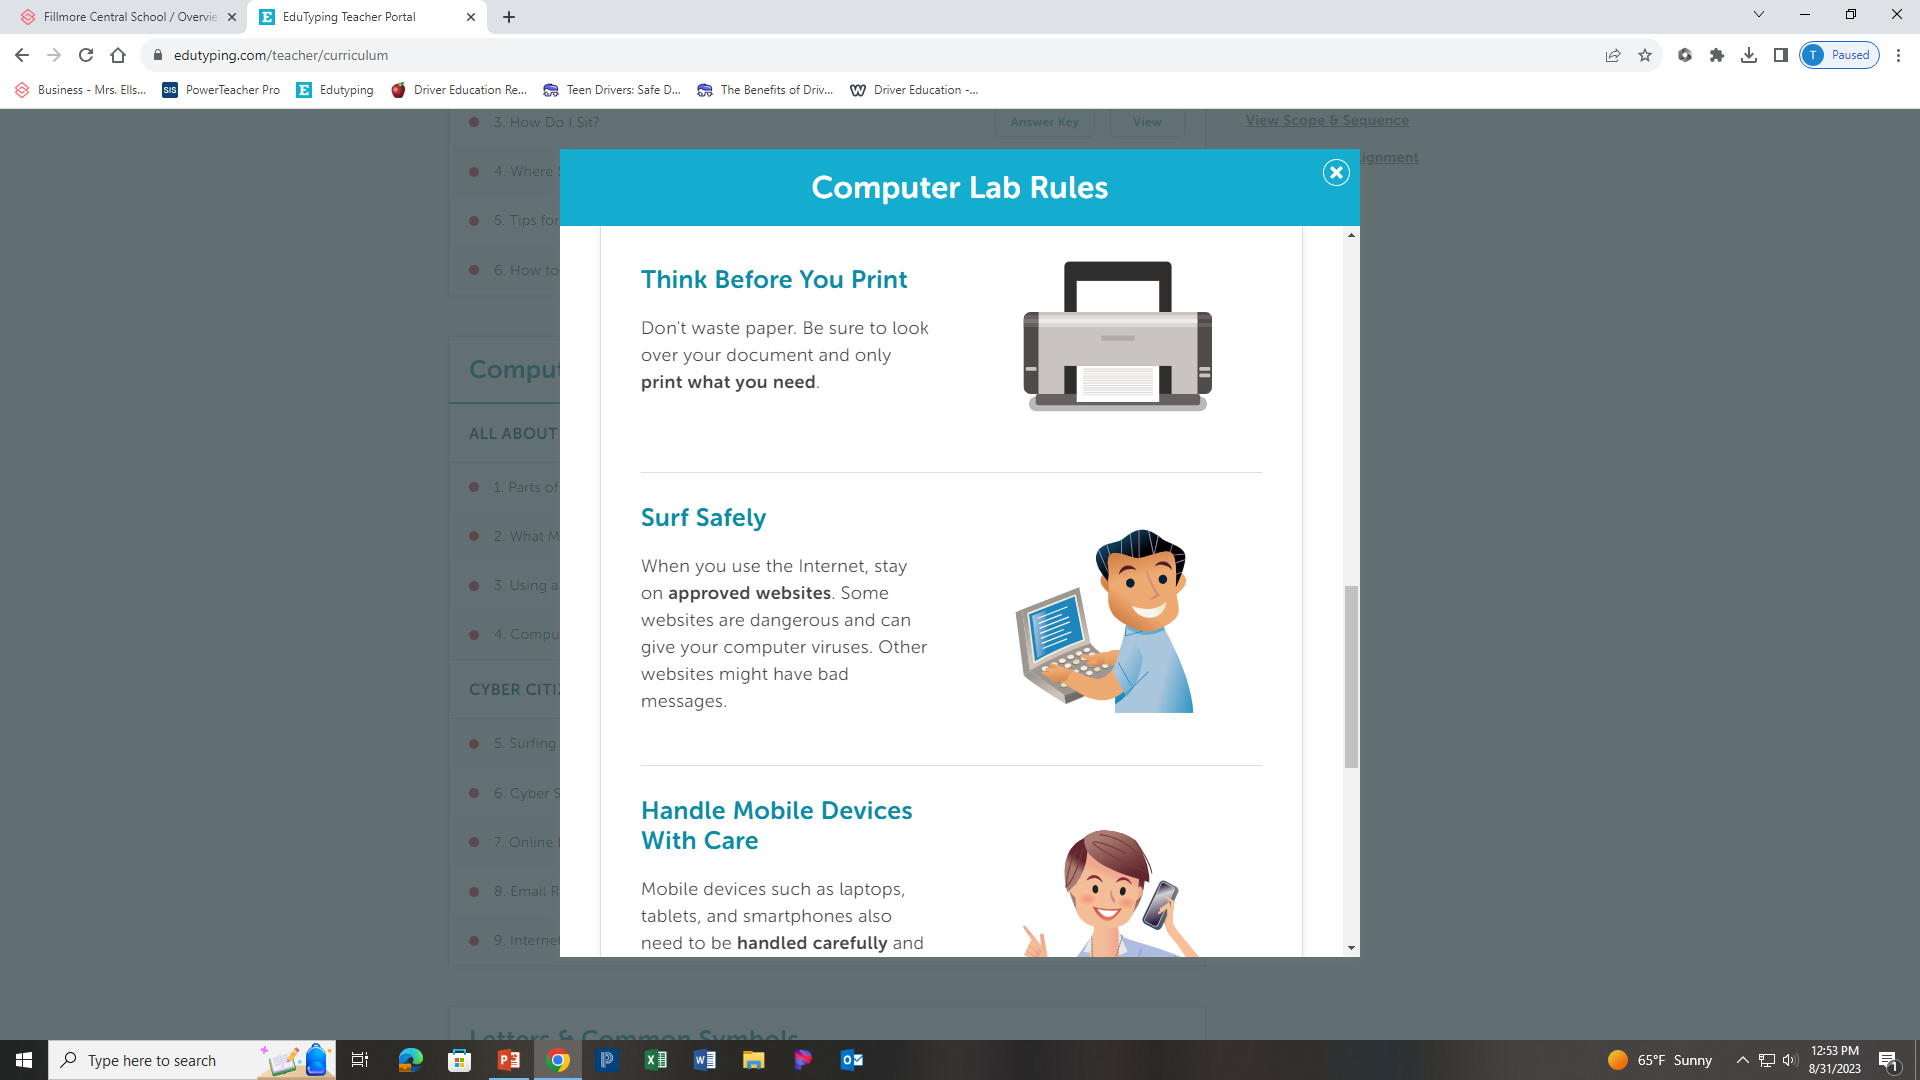 Fillmore Central School / Overvie
EduTyping Teacher Portal
edutyping.com/teacher/curriculum
T Paused
Business - Mrs. Ells...
SIS PowerTeacher Pro
E Edutyping
Driver Education Re...
Teen Drivers: Safe D...
The Benefits of Driv...
W Driver Education -...
3. How Do I Sit?
Answer Key
View
View Scope & Sequence
4. Where
ignment
5. Tips for
6. How to
Comput
ALL ABOUT
1. Parts of
2. What M
3. Using a
4. Compu
CYBER CITI
5. Surfing
6. Cyber S
7. Online
8. Email R
9. Interne
Letters & Common Symbols
Computer Lab Rules
Think Before You Print
Don't waste paper. Be sure to look
over your document and only
print what you need.
Surf Safely
When you use the Internet, stay
on approved websites. Some
websites are dangerous and can
give your computer viruses. Other
websites might have bad
messages.
Handle Mobile Devices
With Care
Mobile devices such as laptops,
tablets, and smartphones also
need to be handled carefully and
Type here to search
65°F Sunny
12:53 PM
8/31/2023
1